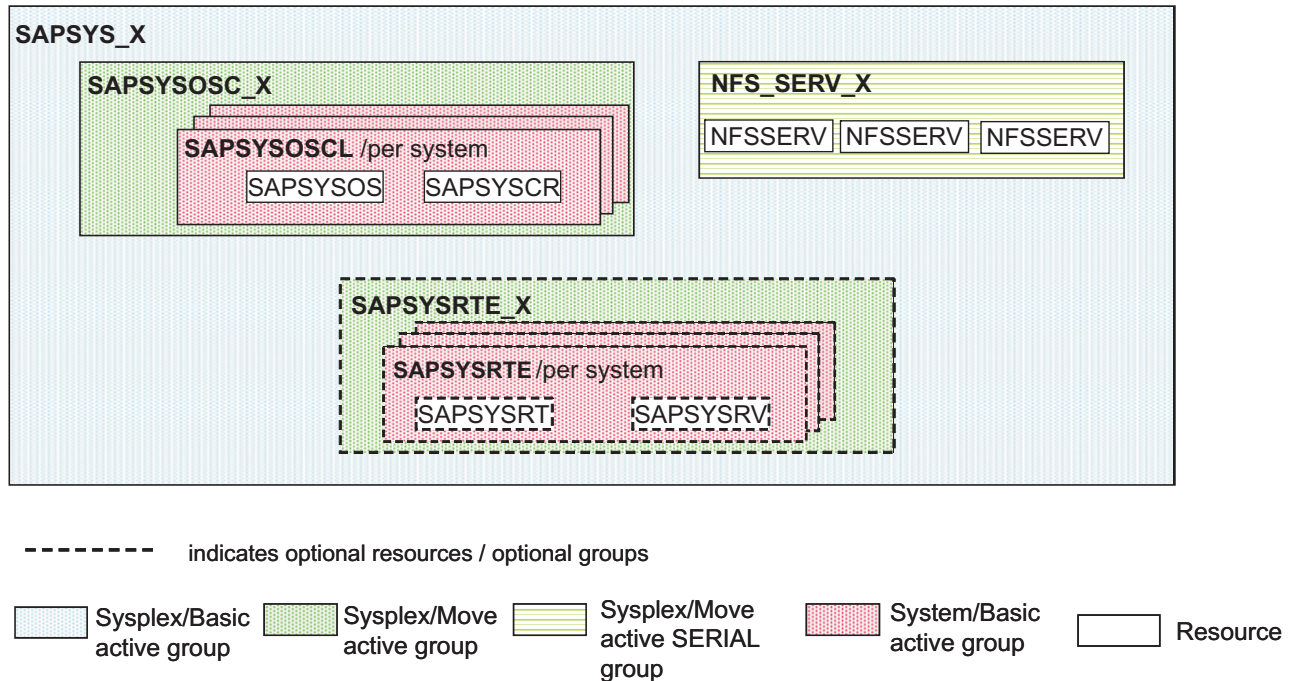 SAPSYS_X
SAPSYSOSC_X
SAPSYSOSCL /per system
SAPSYSOS
SAPSYSCR
NFS_SERV_X
NFSSERV
NFSSERV
NFSSERV
SAPSYSRTE_X
SAPSYSRTE /per system
SAPSYSRT
SAPSYSRV
indicates optional resources / optional groups
Sysplex/Basic
active group
Sysplex/Move
active group
Sysplex/Move
active SERIAL
group
System/Basic
active group
Resource